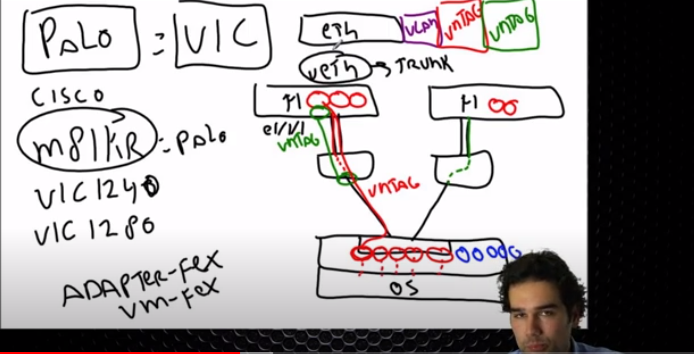 PALO = VIC
CISCO
M81KR = PALO
VIC 1240
VIC 1280
ADAPTER-FEX
VM-FEX
eth VLAN VNTAG VNTAG
veth → TRUNK
FI
e1/1/1
VNTAG
FI
VNTAG
OS